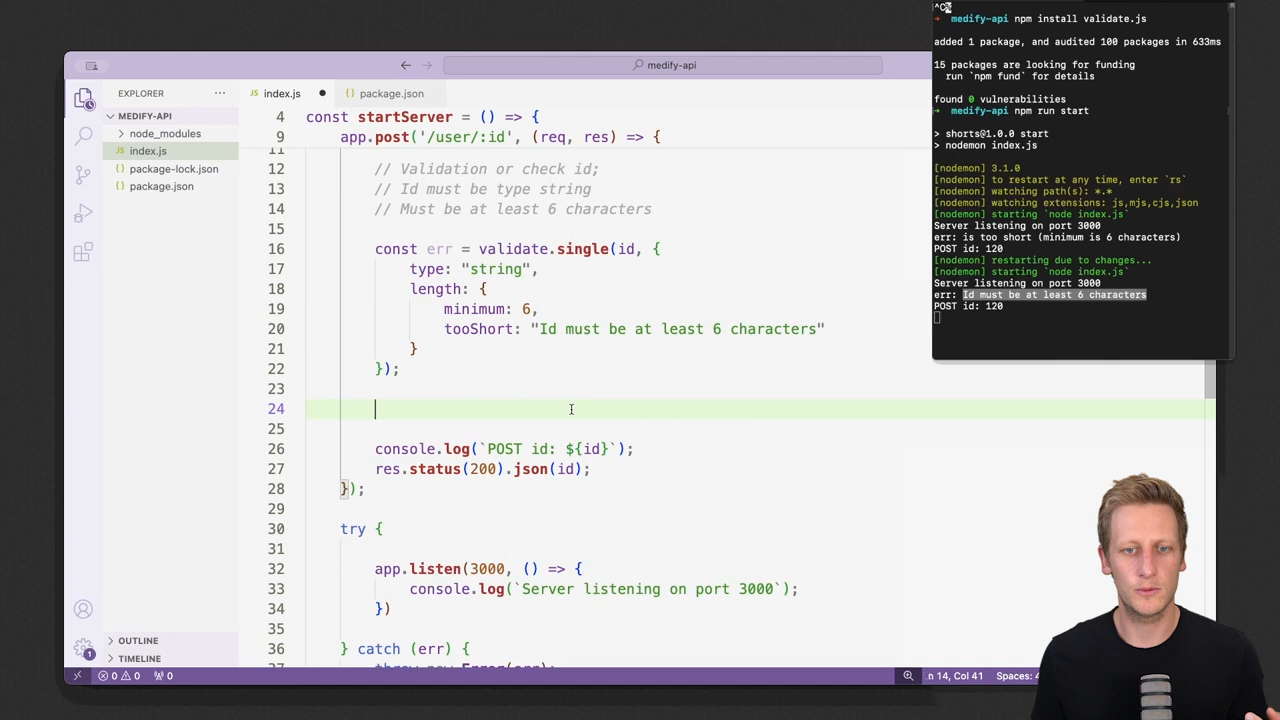 medify-api
EXPLORER
MEDIFY-API
node_modules
index.js
package-lock.json
package.json
OUTLINE
TIMELINE
index.js
package.json
4 const startServer = () => {
9 app.post('/user/:id', (req, res) => {
11
12 // Validation or check id;
13 // Id must be type string
14 // Must be at least 6 characters
15
16 const err = validate.single(id, {
17 type: "string",
18 length: {
19 minimum: 6,
20 tooShort: "Id must be at least 6 characters"
21 }
22 });
23
24
25
26 console.log(`POST id: ${id}`);
27 res.status(200).json(id);
28 });
29
30 try {
31
32 app.listen(3000, () => {
33 console.log(`Server listening on port 3000`);
34 })
35
36 } catch (err) {
37 throw new Error(err);
0 0 0
1
Ln 14, Col 41 Spaces:
^C%
→ medify-api npm install validate.js
added 1 package, and audited 100 packages in 633ms
15 packages are looking for funding
run `npm fund` for details
found 0 vulnerabilities
→ medify-api npm run start
> shorts@1.0.0 start
> nodemon index.js
[nodemon] 3.1.0
[nodemon] to restart at any time, enter `rs`
[nodemon] watching path(s): *.*
[nodemon] watching extensions: js,mjs,cjs,json
[nodemon] starting `node index.js`
Server listening on port 3000
err: is too short (minimum is 6 characters)
POST id: 120
[nodemon] restarting due to changes...
[nodemon] starting `node index.js`
Server listening on port 3000
err: Id must be at least 6 characters
POST id: 120